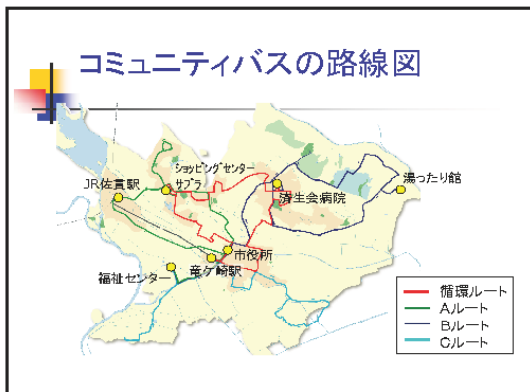 コミュニティバスの路線図
ショッピングセンター
サプラ
JR佐貫駅
済生会病院
湯ったり館
市役所
竜ケ崎駅
福祉センター
循環ルート
Aルート
Bルート
Cルート